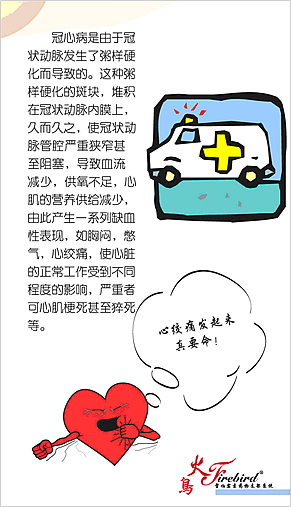 冠心病是由于冠
状动脉发生了粥样硬
化而导致的。这种粥
样硬化的斑块，堆积
在冠状动脉内膜上，
久而久之，使冠状动
脉管腔严重狭窄甚
至阻塞，导致血流
减少，供氧不足，心
肌的营养供给减少，
由此产生一系列缺血
性表现，如胸闷，憋
气，心绞痛，使心脏
的正常工作受到不同
程度的影响，严重者
可心肌梗死甚至猝死
等。
心绞痛发起来
真要命！
火鸟
Firebird®